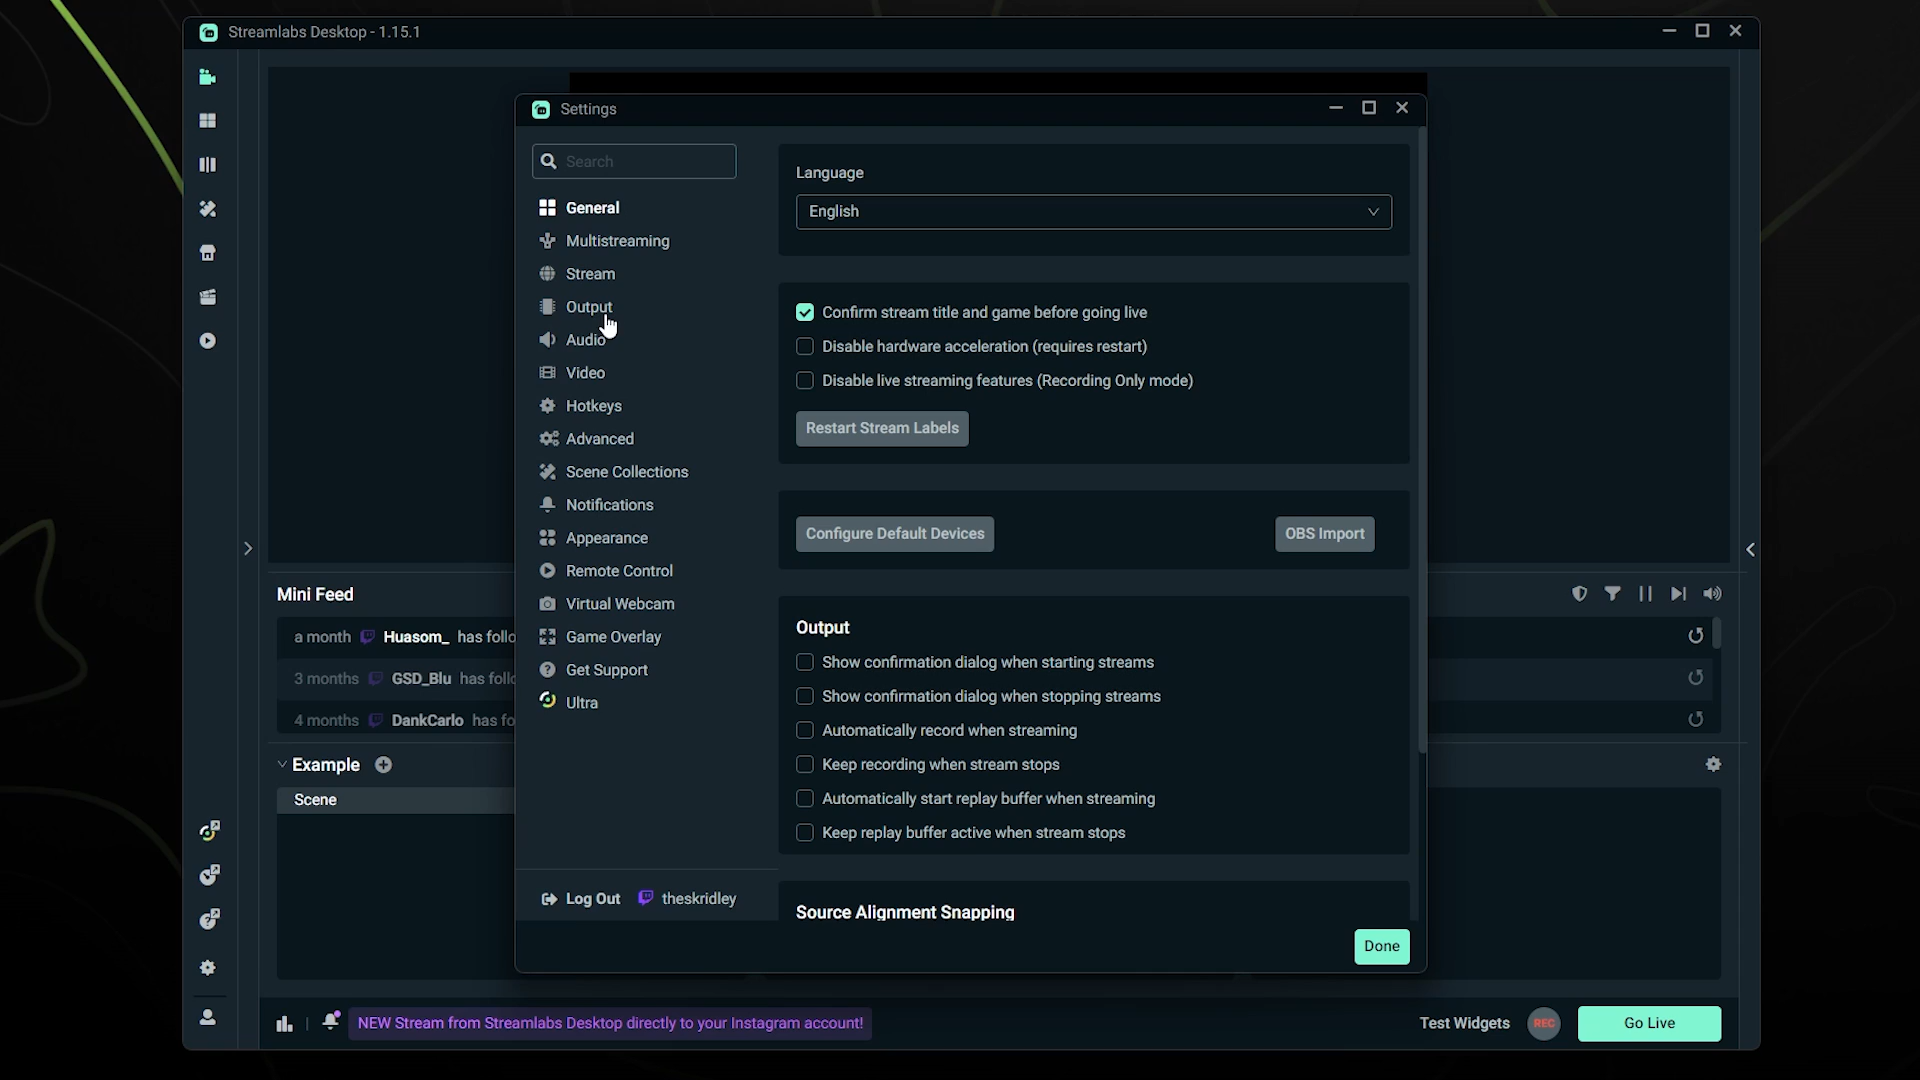 Streamlabs Desktop - 1.15.1
Settings
Search
General
Multistreaming
Stream
Output
Audio
Video
Hotkeys
Advanced
Scene Collections
Notifications
Appearance
Remote Control
Virtual Webcam
Game Overlay
Get Support
Ultra
Log Out theskridley
Language
English
Confirm stream title and game before going live
Disable hardware acceleration (requires restart)
Disable live streaming features (Recording Only mode)
Restart Stream Labels
Configure Default Devices
OBS Import
Output
Show confirmation dialog when starting streams
Show confirmation dialog when stopping streams
Automatically record when streaming
Keep recording when stream stops
Automatically start replay buffer when streaming
Keep replay buffer active when stream stops
Source Alignment Snapping
Done
Mini Feed
a month Huasom_ has follo
3 months GSD_Blu has follo
4 months DankCarlo has fo
Example
Scene
NEW Stream from Streamlabs Desktop directly to your Instagram account!
Test Widgets
REC
Go Live